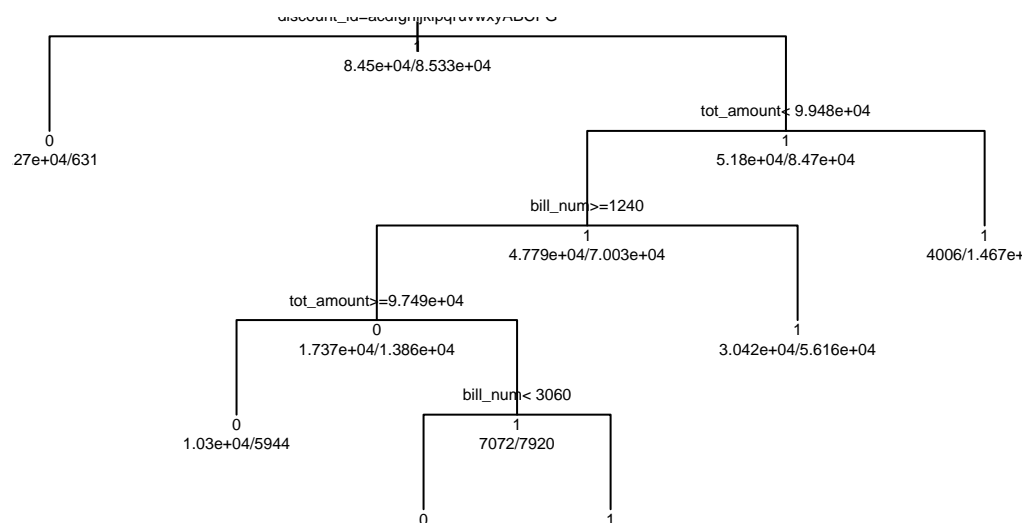 1
8.45e+04/8.533e+04
tot_amount< 9.948e+04
0
27e+04/631
1
5.18e+04/8.47e+04
bill_num>=1240
1
4.779e+04/7.003e+04
1
4006/1.467e+
tot_amount>=9.749e+04
0
1.737e+04/1.386e+04
1
3.042e+04/5.616e+04
bill_num< 3060
0
1.03e+04/5944
1
7072/7920
0
1